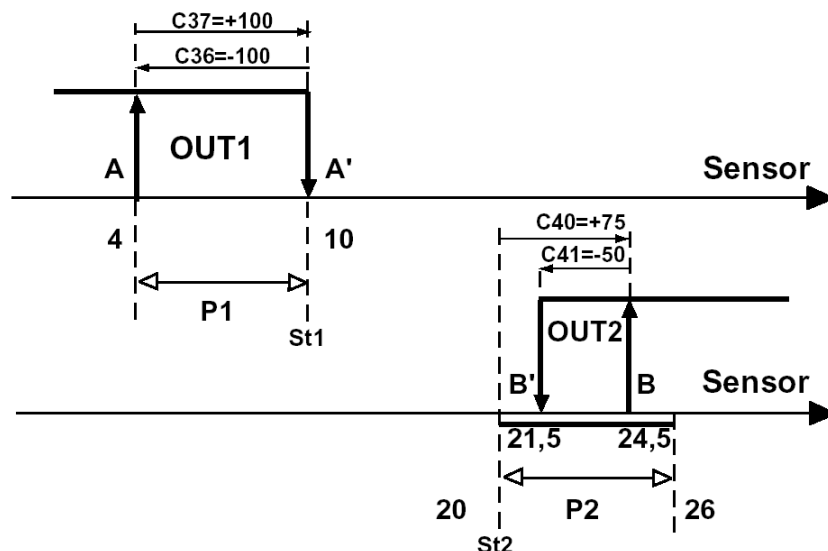 C37=+100
C36=-100
OUT1
A
A'
Sensor
4
10
C40=+75
C41=-50
P1
St1
OUT2
B'
B
Sensor
21,5
24,5
20
P2
26
St2